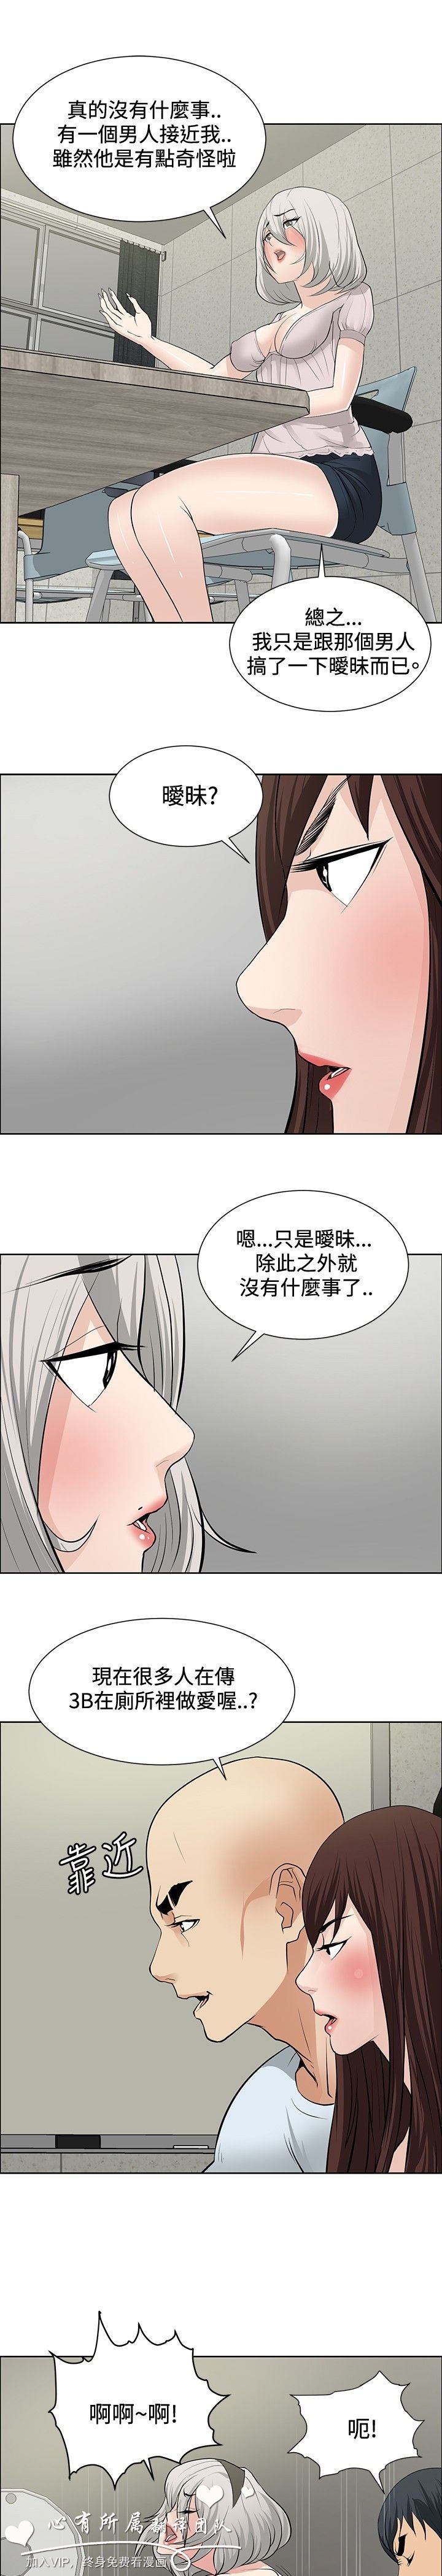 真的沒有什麼事..
有一個男人接近我..
雖然他是有點奇怪啦
總之...
我只是跟那個男人
搞了一下曖昧而已。
曖昧?
嗯...只是曖昧...
除此之外就
沒有什麼事了..
現在很多人在傳
3B在廁所裡做愛喔..?
靠近
啊啊~啊!
呃!
心有所属翻译团队
加入VIP，终身免费看漫画